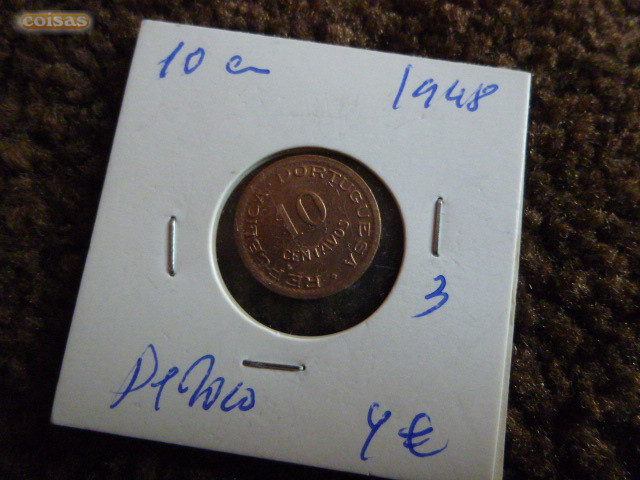 coisas
10 c
1948
REPUBLICA PORTUGUESA
10
CENTAVOS
3
4 €